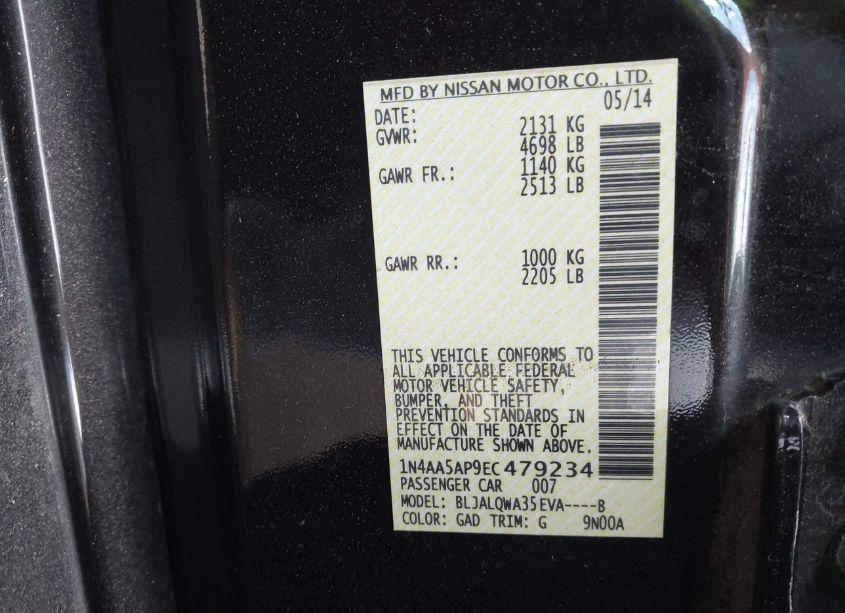 MFD BY NISSAN MOTOR CO., LTD.
DATE: 05/14
GVWR: 2131 KG
4698 LB
GAWR FR.: 1140 KG
2513 LB
GAWR RR.: 1000 KG
2205 LB
THIS VEHICLE CONFORMS TO
ALL APPLICABLE FEDERAL
MOTOR VEHICLE SAFETY,
BUMPER, AND THEFT
PREVENTION STANDARDS IN
EFFECT ON THE DATE OF
MANUFACTURE SHOWN ABOVE.
1N4AA5AP9EC479234
PASSENGER CAR 007
MODEL: BLJALQWA35EVA----B
COLOR: GAD TRIM: G 9N00A